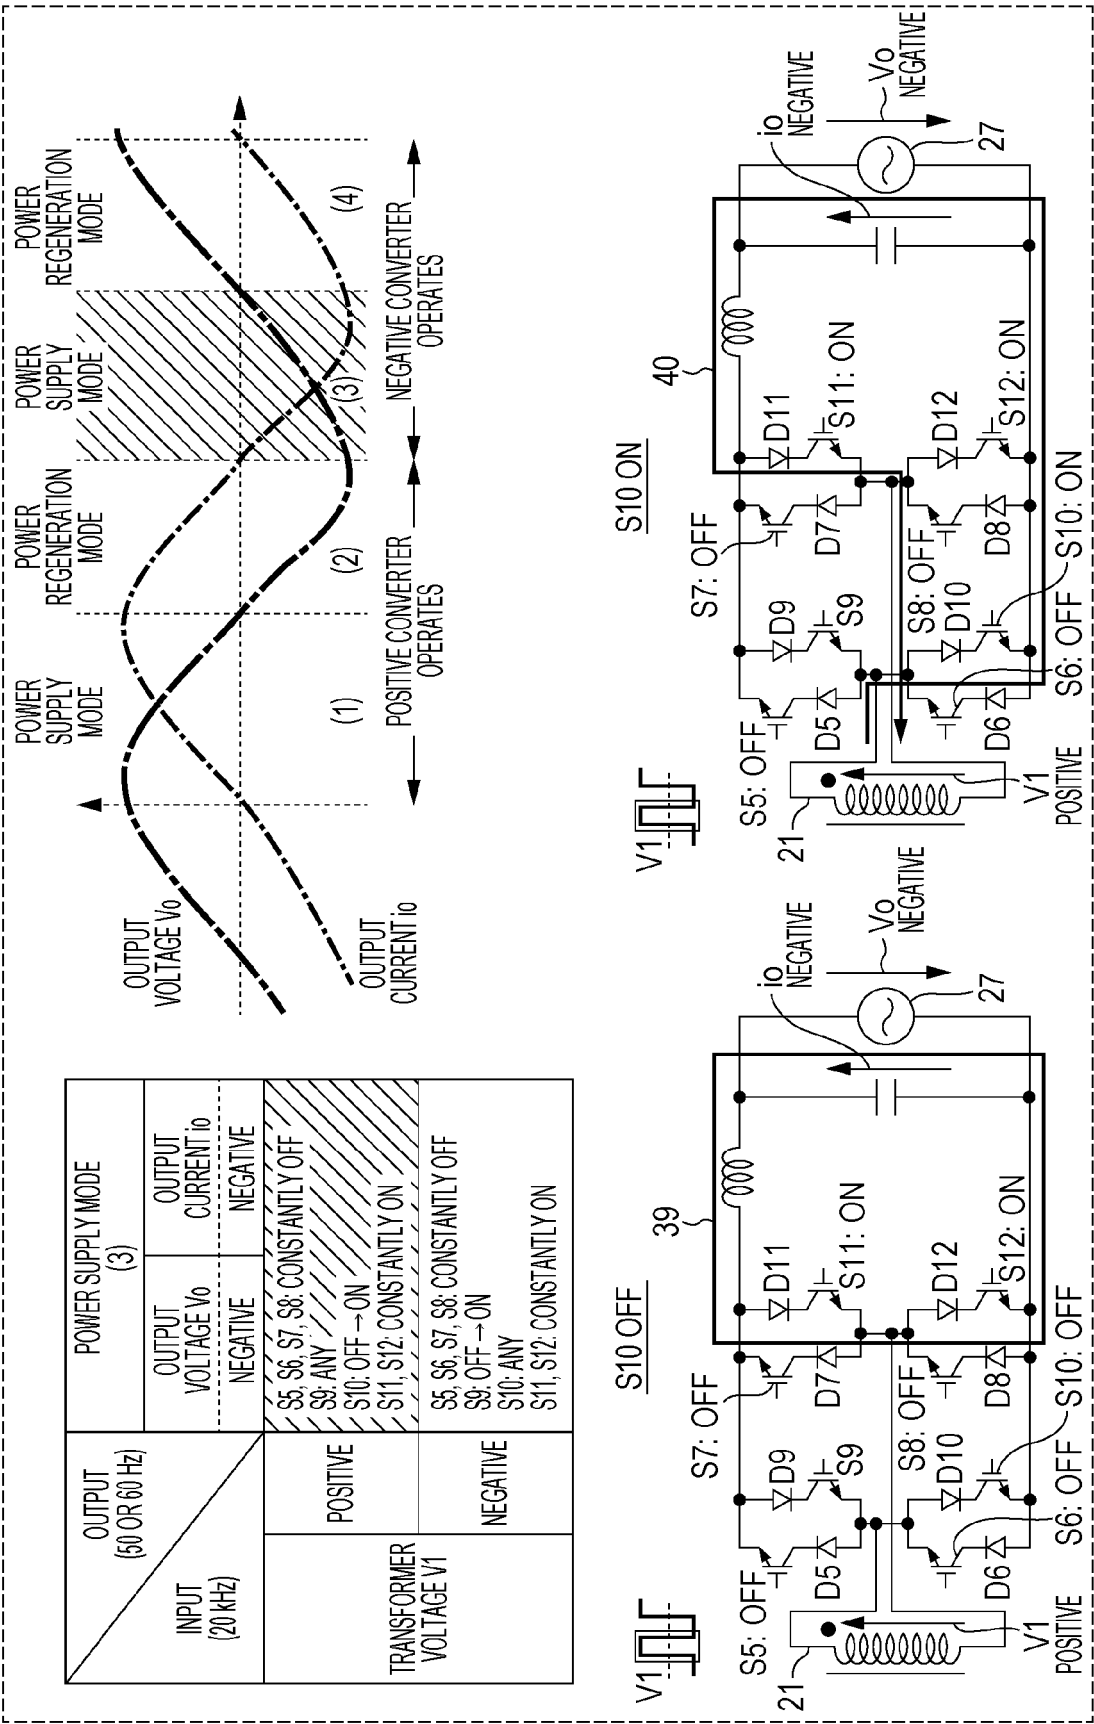 OUTPUT
(50 OR 60 Hz)
INPUT
(20 kHz)
POWER SUPPLY MODE
(3)
OUTPUT
VOLTAGE Vo
OUTPUT
CURRENT io
NEGATIVE
NEGATIVE
TRANSFORMER
VOLTAGE V1
POSITIVE
S5, S6, S7, S8: CONSTANTLY OFF
S9: ANY
S10: OFF→ON
S11, S12: CONSTANTLY ON
NEGATIVE
S5, S6, S7, S8: CONSTANTLY OFF
S9: OFF→ON
S10: ANY
S11, S12: CONSTANTLY ON
OUTPUT
VOLTAGE Vo
OUTPUT
CURRENT io
POWER
SUPPLY
MODE
POWER
REGENERATION
MODE
POWER
SUPPLY
MODE
POWER
REGENERATION
MODE
(1)
(2)
(3)
(4)
POSITIVE CONVERTER
OPERATES
NEGATIVE CONVERTER
OPERATES
V1
S10 OFF
39
S5: OFF
D5
D9
S9
S7: OFF
D7
D11
S11: ON
21
D6
S6: OFF
D10
S10: OFF
S8: OFF
D8
D12
S12: ON
V1
POSITIVE
io
NEGATIVE
Vo
NEGATIVE
27
V1
S10 ON
40
S5: OFF
D5
D9
S9
S7: OFF
D7
D11
S11: ON
21
D6
S6: OFF
D10
S10: ON
S8: OFF
D8
D12
S12: ON
V1
POSITIVE
io
NEGATIVE
Vo
NEGATIVE
27